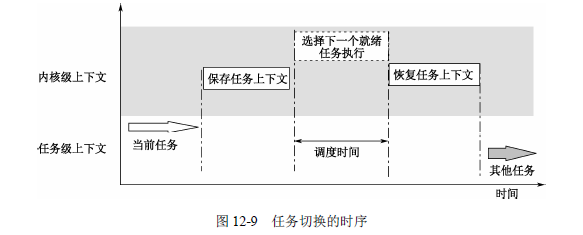 选择下一个就绪
任务执行
内核级上下文
保存任务上下文
恢复任务上下文
任务级上下文
当前任务
调度时间
其他任务
时间
图 12-9 任务切换的时序